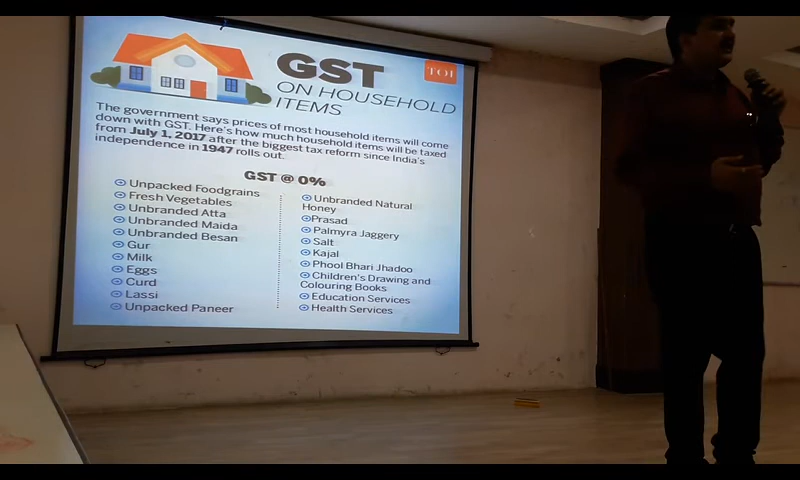 GST
TOI
ON HOUSEHOLD
ITEMS
The government says prices of most household items will come
down with GST. Here's how much household items will be taxed
from July 1, 2017 after the biggest tax reform since India's
independence in 1947 rolls out.
GST @ 0%
Unpacked Foodgrains
Fresh Vegetables
Unbranded Atta
Unbranded Maida
Unbranded Besan
Gur
Milk
Eggs
Curd
Lassi
Unpacked Paneer
Unbranded Natural
Honey
Prasad
Palmyra Jaggery
Salt
Kajal
Phool Bhari Jhadoo
Children's Drawing and
Colouring Books
Education Services
Health Services